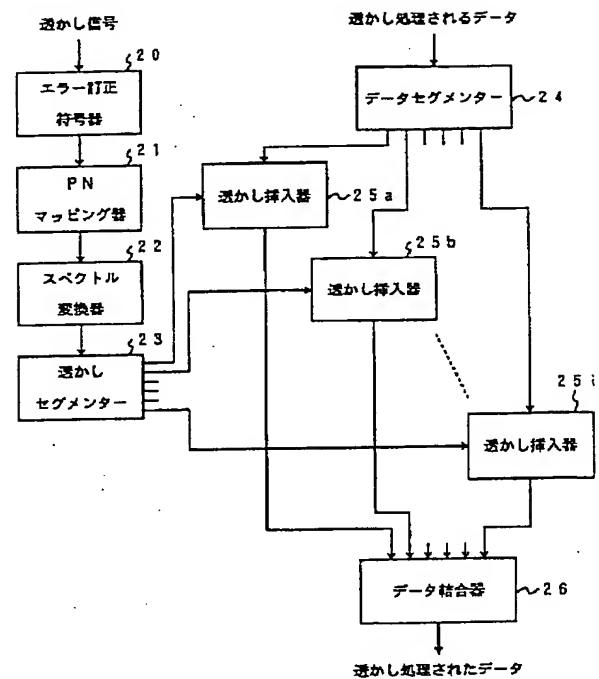 透かし信号
20
エラー訂正
符号器
21
PN
マッピング器
22
スペクトル
変換器
23
透かし
セグメンター
透かし処理されるデータ
データセグメンター
24
透かし挿入器
25a
25b
透かし挿入器
25i
透かし挿入器
データ結合器
26
透かし処理されたデータ